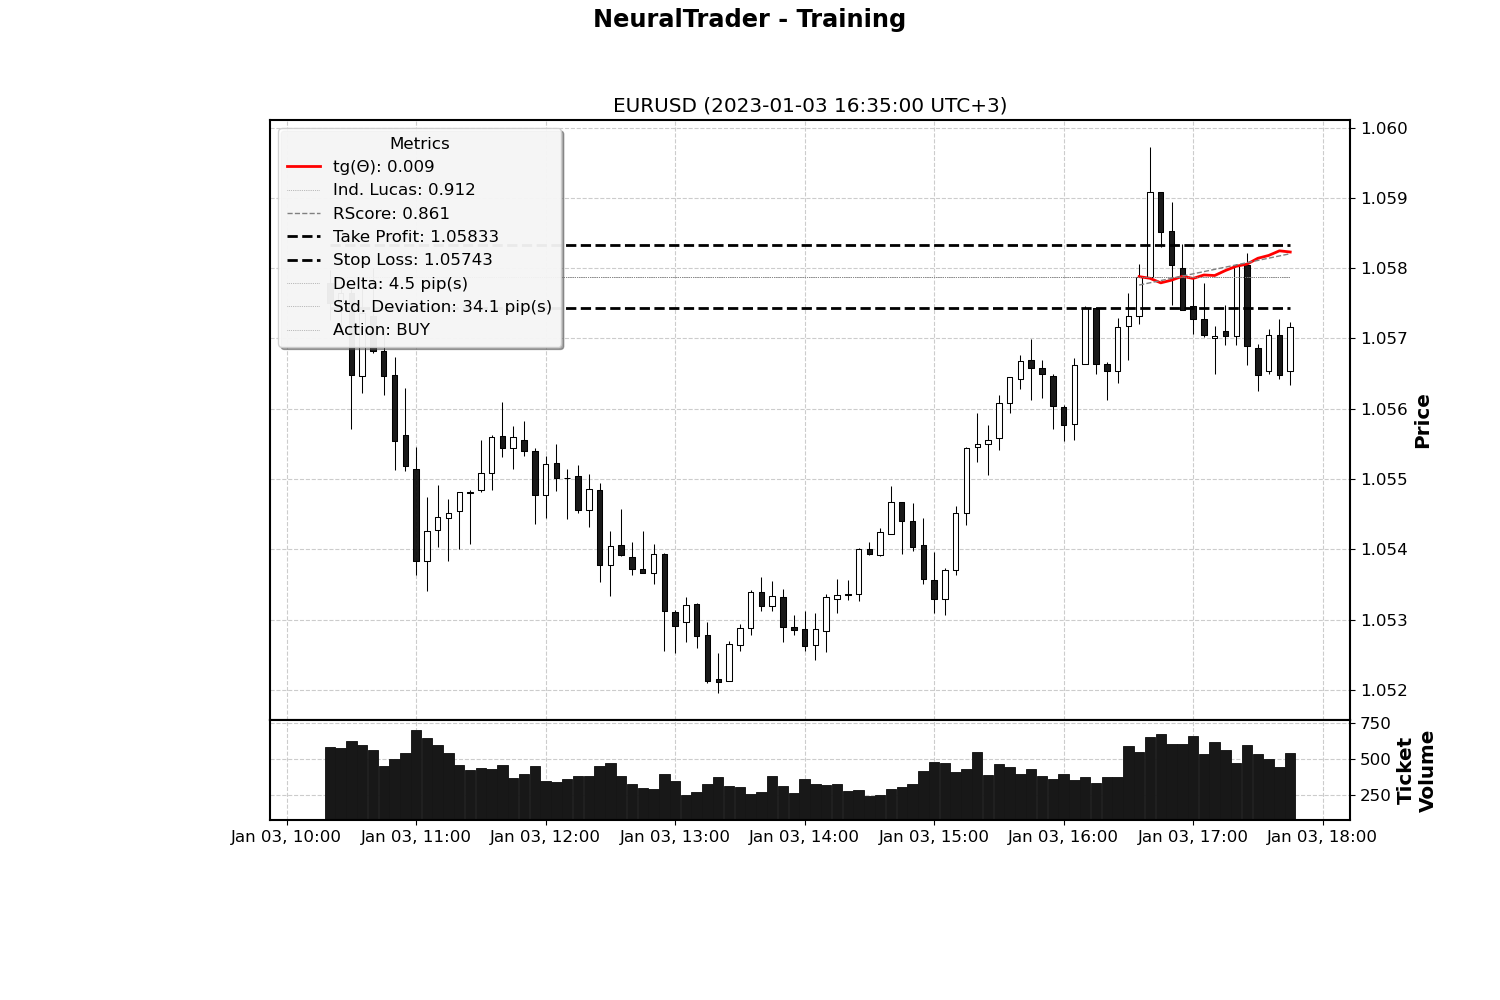 NeuralTrader - Training
EURUSD (2023-01-03 16:35:00 UTC+3)
Metrics
tg(Θ): 0.009
Ind. Lucas: 0.912
RScore: 0.861
Take Profit: 1.05833
Stop Loss: 1.05743
Delta: 4.5 pip(s)
Std. Deviation: 34.1 pip(s)
Action: BUY
1.060
1.059
1.058
1.057
1.056
1.055
1.054
1.053
1.052
Price
750
500
250
Ticket
Volume
Jan 03, 10:00 Jan 03, 11:00 Jan 03, 12:00 Jan 03, 13:00 Jan 03, 14:00 Jan 03, 15:00 Jan 03, 16:00 Jan 03, 17:00 Jan 03, 18:00